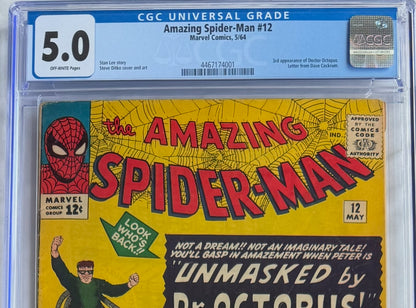 CGC UNIVERSAL GRADE
5.0
OFF-WHITE Pages
Amazing Spider-Man #12
Marvel Comics, 5/64
Stan Lee story
Steve Ditko cover and art
3rd appearance of Doctor Octopus.
Letter from Dave Cockrum.
4467174001
CGC
the AMAZING
SPIDER-MAN
APPROVED
BY THE
COMICS
CODE
AUTHORITY
MARVEL
COMICS
GROUP
12¢
12
MAY
LOOK
WHO'S
BACK!!
NOT A DREAM!! NOT AN IMAGINARY TALE!
YOU'LL GASP IN AMAZEMENT WHEN PETER IS
"UNMASKED by
DR. OCTOPUS!"